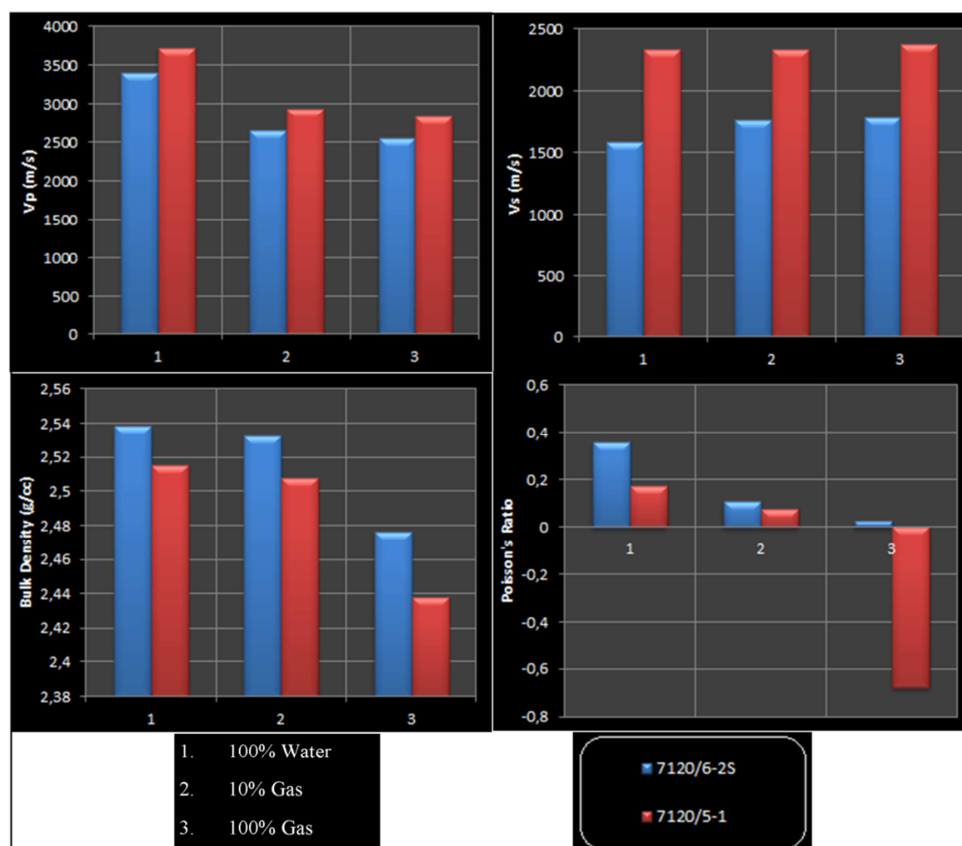 4000
3500
3000
2500
2000
1500
1000
500
0
Vp (m/s)
1 2 3
2500
2000
1500
1000
500
0
Vs (m/s)
1 2 3
2,56
2,54
2,52
2,5
2,48
2,46
2,44
2,42
2,4
2,38
Bulk Density (g/cc)
1 2 3
0,6
0,4
0,2
0
-0,2
-0,4
-0,6
-0,8
Poisson's Ratio
1 2 3
1. 100% Water
2. 10% Gas
3. 100% Gas
7120/6-2S
7120/5-1